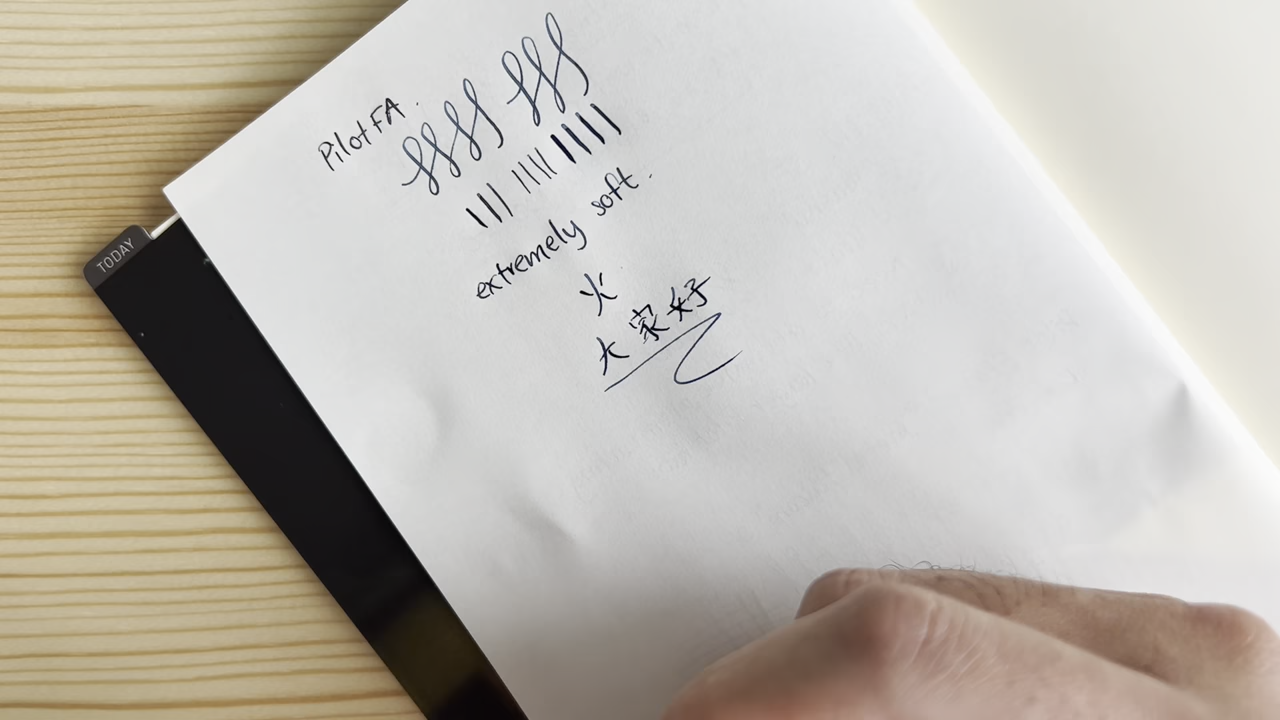 Pilot FA.
extremely soft.
火
大家好
TODAY